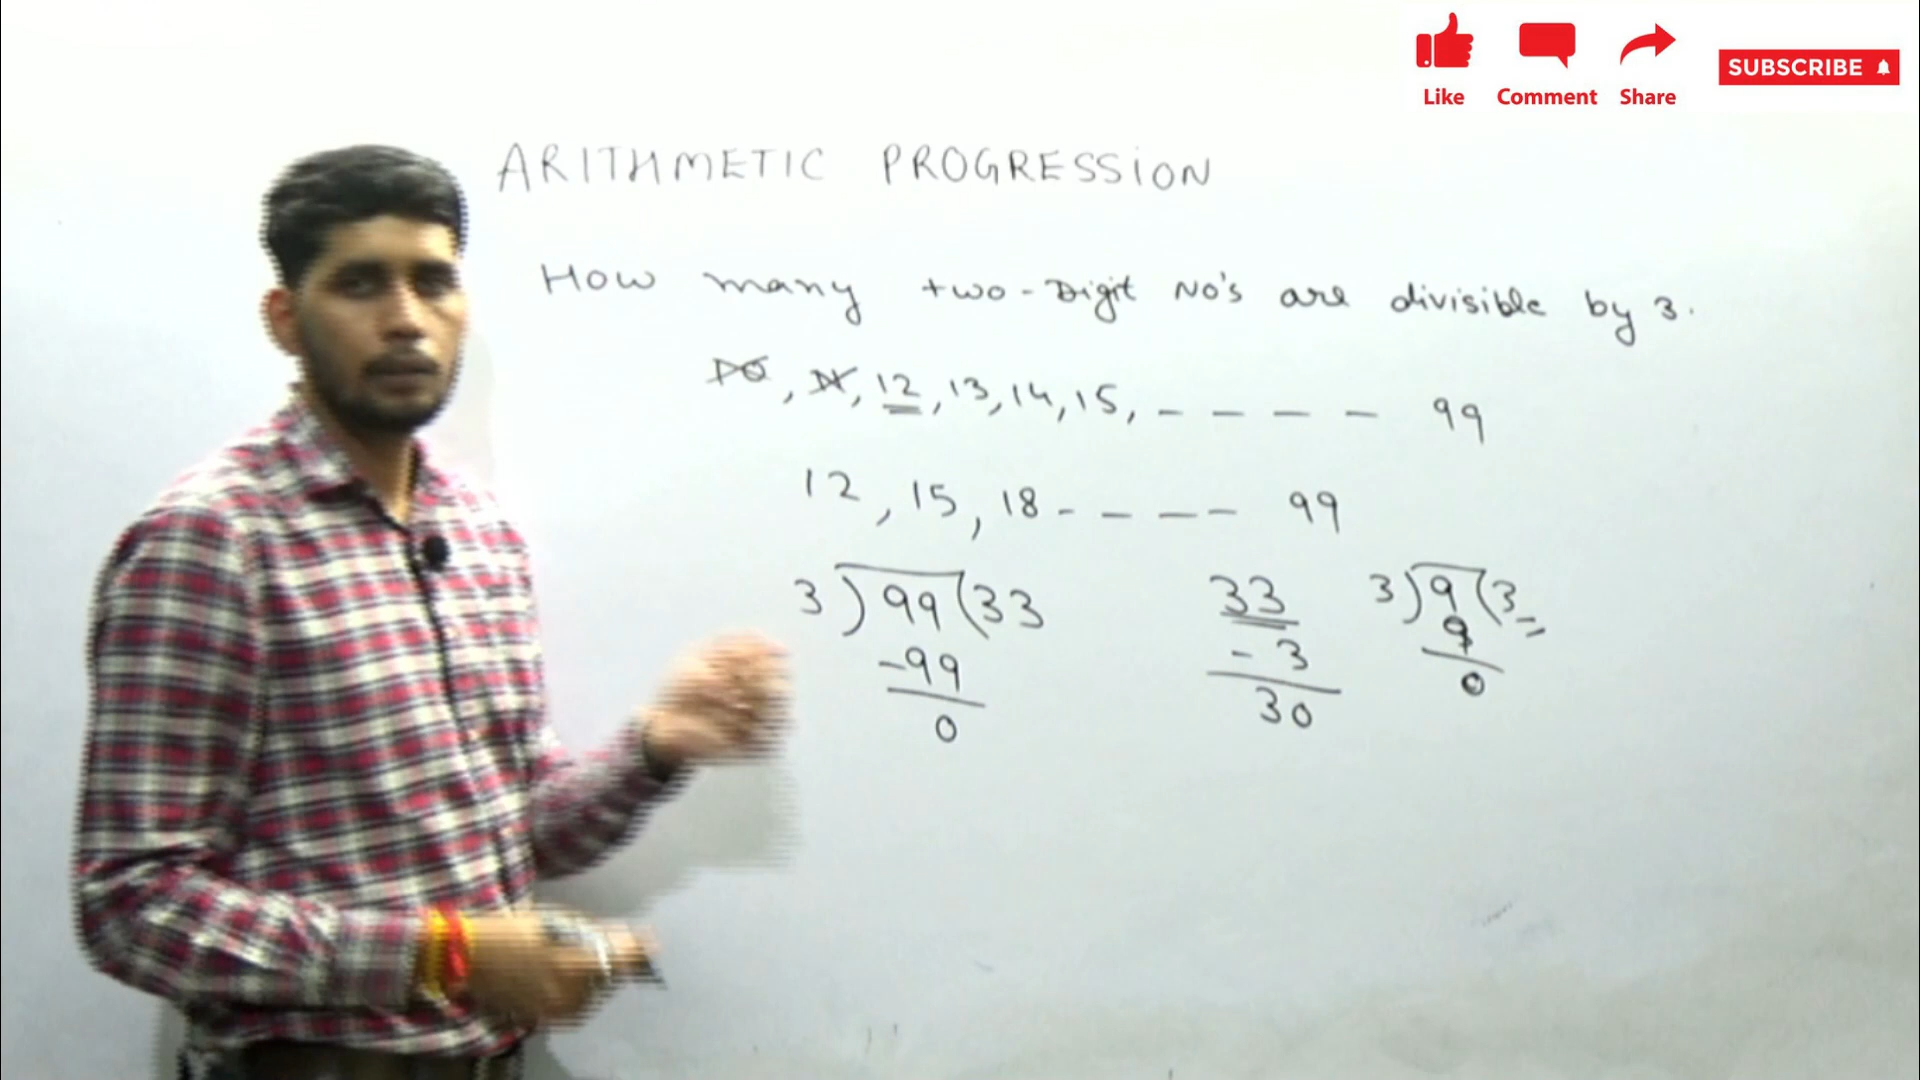 Like Comment Share SUBSCRIBE
ARITHMETIC PROGRESSION
How many two-Digit No's are divisible by 3.
10, 11, 12, 13, 14, 15, - - - - 99
12, 15, 18 - - - - 99
3)99(33
-99
0
33
-3
30
3)9(3
9
0